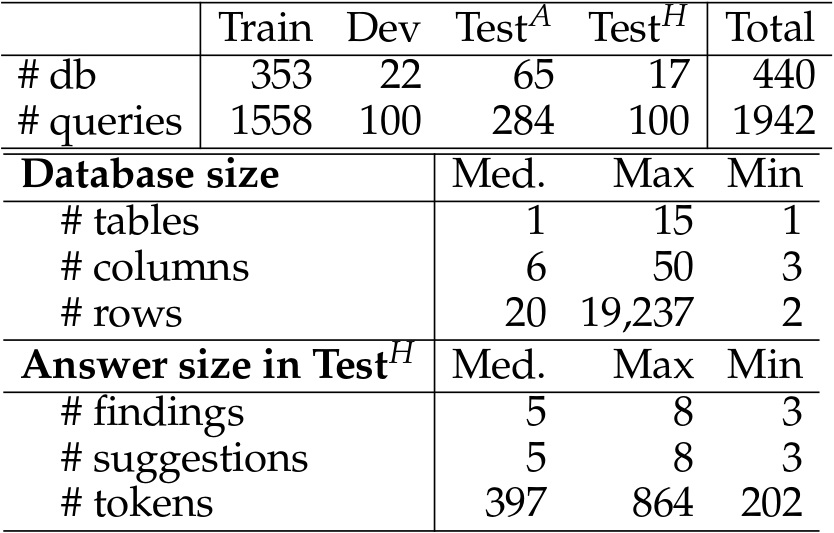 Train Dev Test^A Test^H Total
# db 353 22 65 17 440
# queries 1558 100 284 100 1942
Database size Med. Max Min
# tables 1 15 1
# columns 6 50 3
# rows 20 19,237 2
Answer size in Test^H Med. Max Min
# findings 5 8 3
# suggestions 5 8 3
# tokens 397 864 202